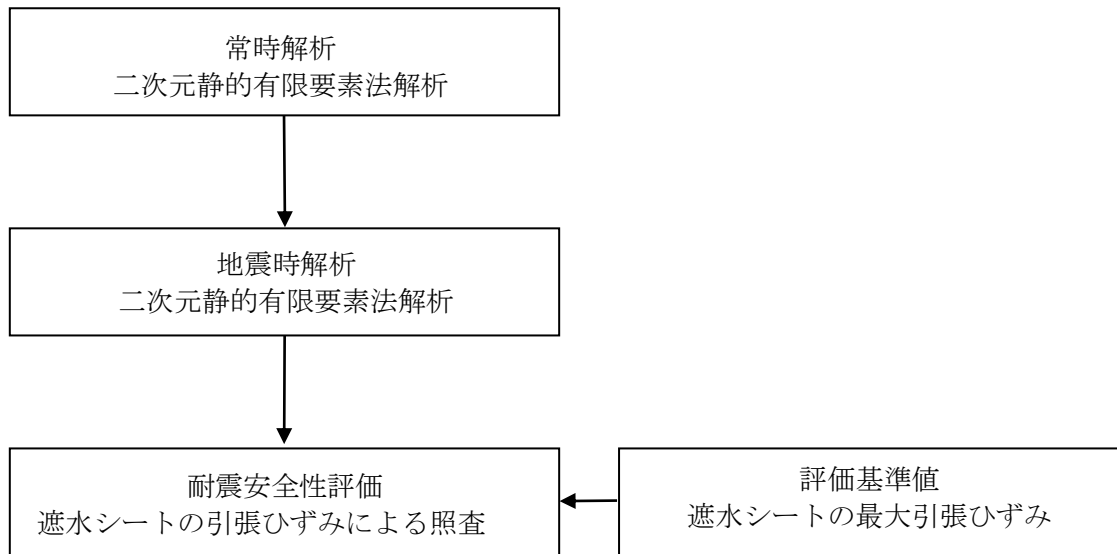 常時解析
二次元静的有限要素法解析
地震時解析
二次元静的有限要素法解析
耐震安全性評価
遮水シートの引張ひずみによる照査
評価基準値
遮水シートの最大引張ひずみ